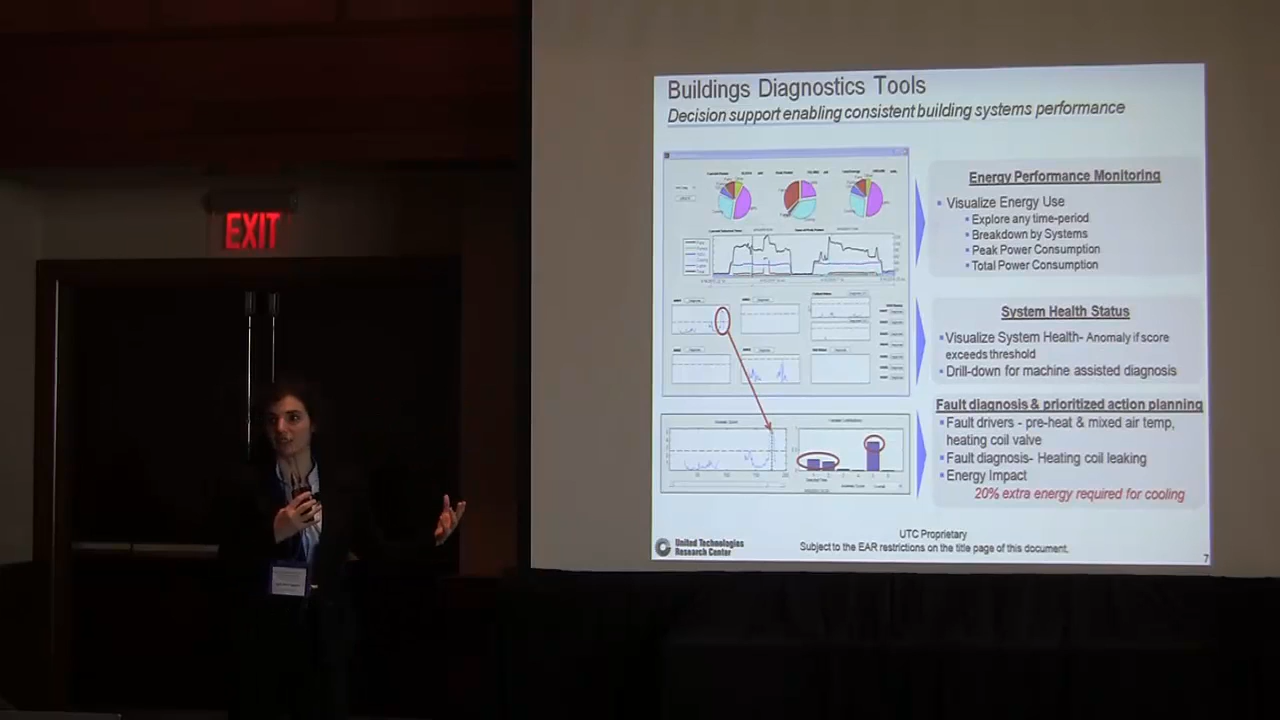 EXIT
Buildings Diagnostics Tools
Decision support enabling consistent building systems performance
Energy Performance Monitoring
Visualize Energy Use
Explore any time-period
Breakdown by Systems
Peak Power Consumption
Total Power Consumption
System Health Status
Visualize System Health- Anomaly if score
exceeds threshold
Drill-down for machine assisted diagnosis
Fault diagnosis & prioritized action planning
Fault drivers - pre-heat & mixed air temp,
heating coil valve
Fault diagnosis- Heating coil leaking
Energy Impact
20% extra energy required for cooling
United Technologies
Research Center
UTC Proprietary
Subject to the EAR restrictions on the title page of this document.
7